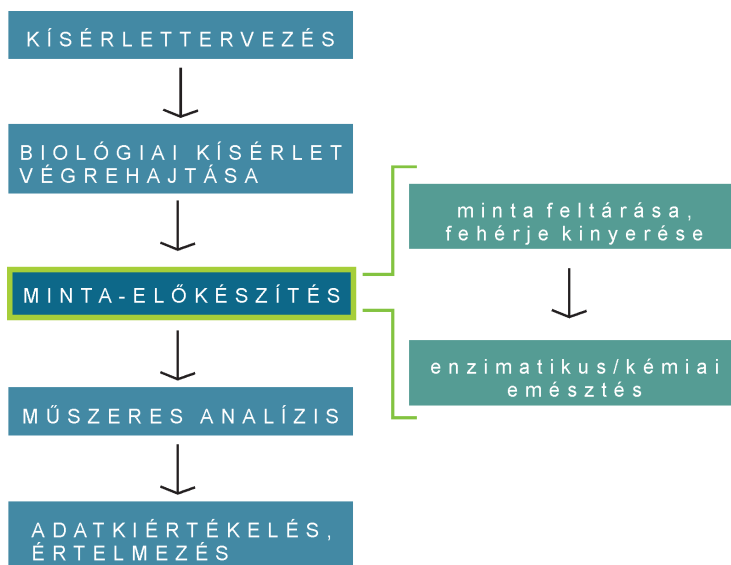 KÍSÉRLETTERVEZÉS
BIOLÓGIAI KÍSÉRLET
VÉGREHAJTÁSA
MINTA-ELŐKÉSZÍTÉS
MŰSZERES ANALÍZIS
ADATKIÉRTÉKELÉS,
ÉRTELMEZÉS
minta feltárása,
fehérje kinyerése
enzimatikus/kémiai
emésztés